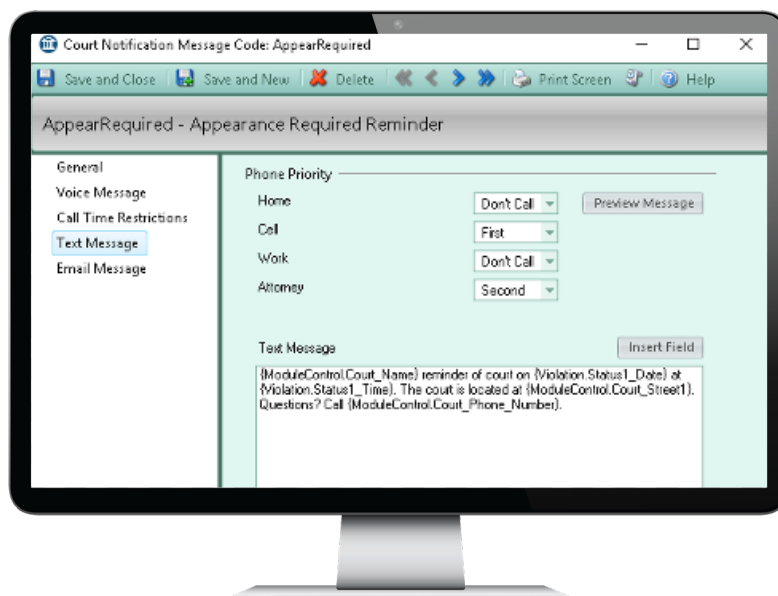 Court Notification Message Code: AppearRequired
Save and Close Save and New Delete Print Screen Help
AppearRequired - Appearance Required Reminder
General
Voice Message
Call Time Restrictions
Text Message
Email Message
Phone Priority
Home Don't Call Preview Message
Cell First
Work Don't Call
Attorney Second
Text Message Insert Field
{ModuleControl.Court_Name} reminder of court on {Violation.Status1_Date} at
{Violation.Status1_Time}. The court is located at {ModuleControl.Court_Street1}.
Questions? Call {ModuleControl.Court_Phone_Number}.